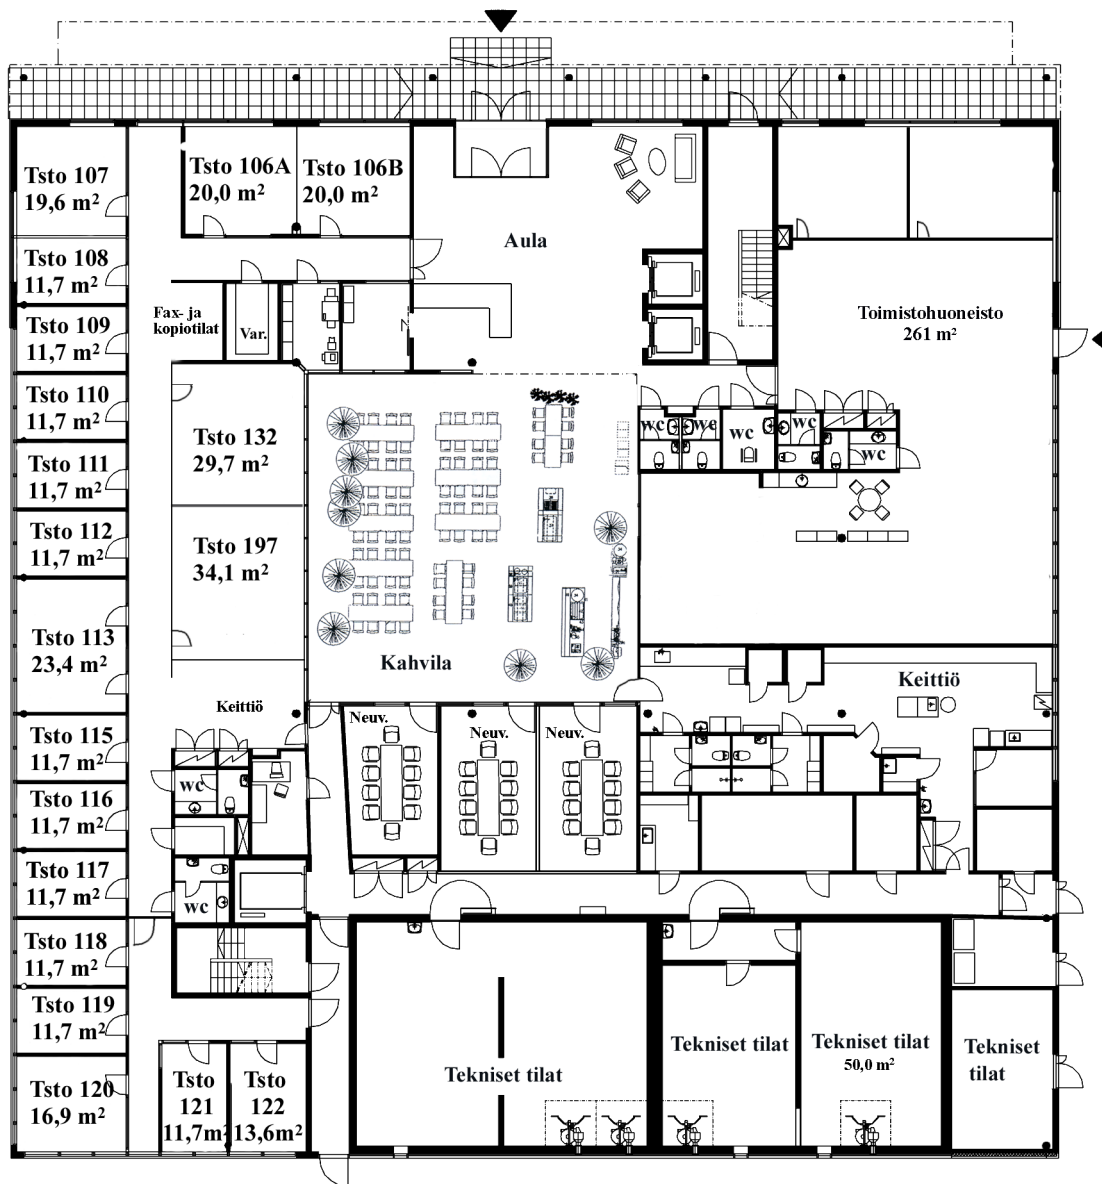 Tsto 107
19,6 m²
Tsto 106A
20,0 m²
Tsto 106B
20,0 m²
Aula
Tsto 108
11,7 m²
Fax- ja
kopiotilat
Var.
Toimistohuoneisto
261 m²
Tsto 109
11,7 m²
Tsto 110
11,7 m²
Tsto 132
29,7 m²
wc
wc
wc
wc
wc
Tsto 111
11,7 m²
Tsto 112
11,7 m²
Tsto 197
34,1 m²
Tsto 113
23,4 m²
Kahvila
Keittiö
Keittiö
Neuv.
Neuv.
Neuv.
Tsto 115
11,7 m²
wc
Tsto 116
11,7 m²
Tsto 117
11,7 m²
wc
Tsto 118
11,7 m²
Tsto 119
11,7 m²
Tsto 120
16,9 m²
Tsto
121
11,7m²
Tsto
122
13,6m²
Tekniset tilat
Tekniset tilat
Tekniset tilat
50,0 m²
Tekniset
tilat